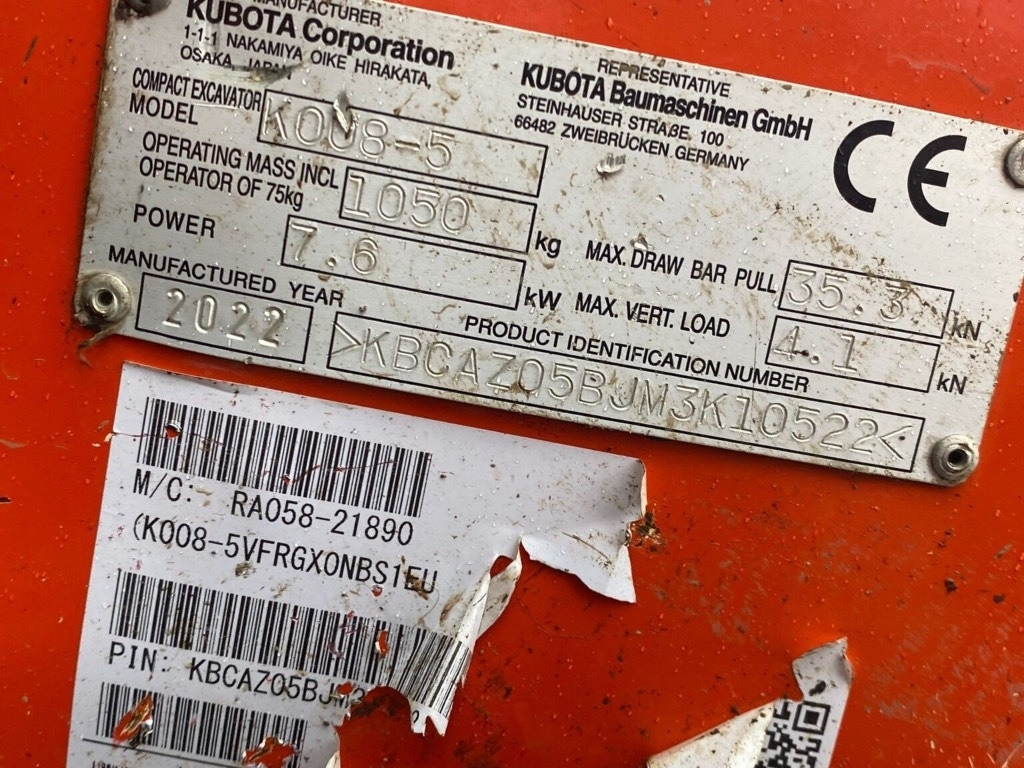 MANUFACTURER
KUBOTA Corporation
1-1-1 NAKAMIYA OIKE HIRAKATA,
OSAKA, JAPAN
REPRESENTATIVE
KUBOTA Baumaschinen GmbH
STEINHAUSER STRAßE, 100
66482 ZWEIBRÜCKEN GERMANY
CE
COMPACT EXCAVATOR
MODEL K008-5
OPERATING MASS INCL
OPERATOR OF 75kg 1050 kg
POWER 7.6 kW
MAX. DRAW BAR PULL 35.3 kN
MAX. VERT. LOAD 4.1 kN
MANUFACTURED YEAR
2022
PRODUCT IDENTIFICATION NUMBER
>KBCAZ05BJM3K10522<
M/C: RA058-21890
(K008-5VFRGX0NBS1EU
PIN: KBCAZ05BJM3